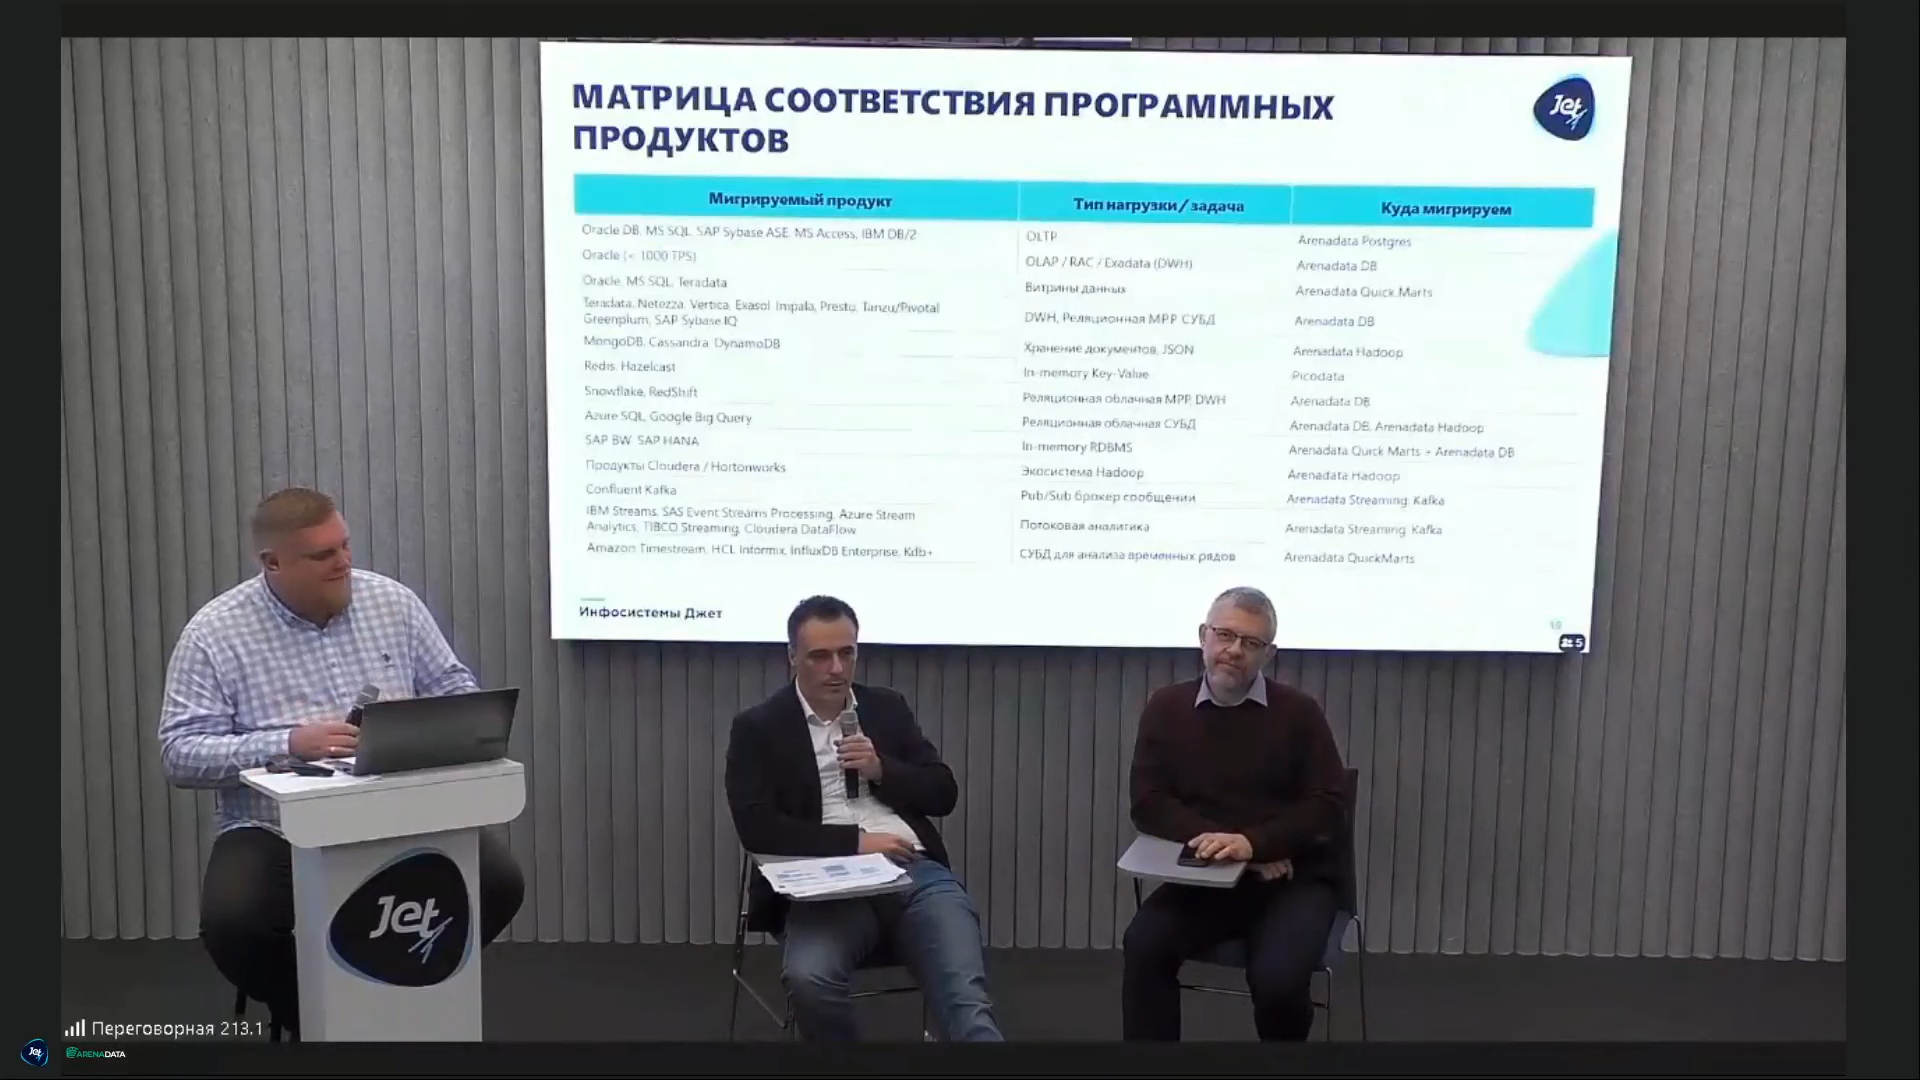 МАТРИЦА СООТВЕТСТВИЯ ПРОГРАММНЫХ
ПРОДУКТОВ
Jet
Мигрируемый продукт
Тип нагрузки / задача
Куда мигрируем
Oracle DB, MS SQL, SAP Sybase ASE, MS Access, IBM DB/2
OLTP
Arenadata Postgres
Oracle (< 1000 TPS)
OLAP / RAC / Exadata (DWH)
Arenadata DB
Oracle, MS SQL, Teradata
Витрины данных
Arenadata Quick Marts
Teradata, Netezza, Vertica, Exasol, Impala, Presto, Tanzu/Pivotal
Greenplum, SAP Sybase IQ
DWH, Реляционная MPP СУБД
Arenadata DB
MongoDB, Cassandra, DynamoDB
Хранение документов, JSON
Arenadata Hadoop
Redis, Hazelcast
In-memory Key-Value
Picodata
Snowflake, RedShift
Реляционная облачная MPP DWH
Arenadata DB
Azure SQL, Google Big Query
Реляционная облачная СУБД
Arenadata DB, Arenadata Hadoop
SAP BW, SAP HANA
In-memory RDBMS
Arenadata Quick Marts + Arenadata DB
Продукты Cloudera / Hortonworks
Экосистема Hadoop
Arenadata Hadoop
Confluent Kafka
Pub/Sub брокер сообщений
Arenadata Streaming: Kafka
IBM Streams, SAS Event Streams Processing, Azure Stream
Analytics, TIBCO Streaming, Cloudera DataFlow
Потоковая аналитика
Arenadata Streaming: Kafka
Amazon Timestream, HCL Informix, InfluxDB Enterprise, Kdb+
СУБД для анализа временных рядов
Arenadata QuickMarts
Инфосистемы Джет
5
Jet
Переговорная 213.1
Jet
ARENADATA